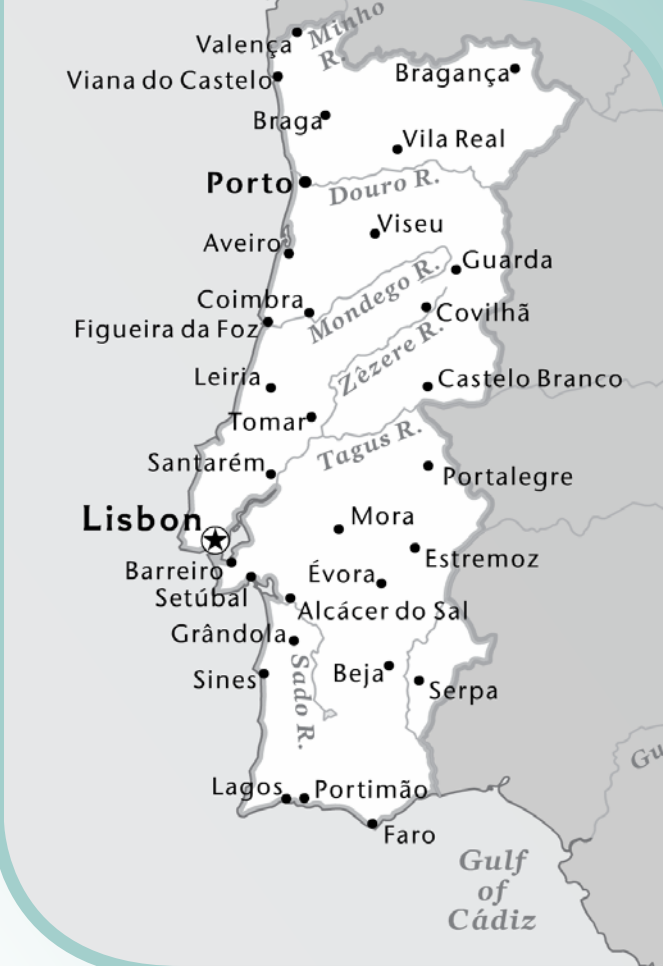 Minho
R.
Valença
Viana do Castelo
Bragança
Braga
Vila Real
Porto
Douro R.
Viseu
Aveiro
Guarda
Mondego R.
Coimbra
Covilhã
Figueira da Foz
Zêzere R.
Leiria
Castelo Branco
Tomar
Tagus R.
Santarém
Portalegre
Lisbon
Mora
Estremoz
Barreiro
Évora
Setúbal
Alcácer do Sal
Grândola
Sado R.
Beja
Sines
Serpa
Gu
Lagos
Portimão
Faro
Gulf
of
Cádiz